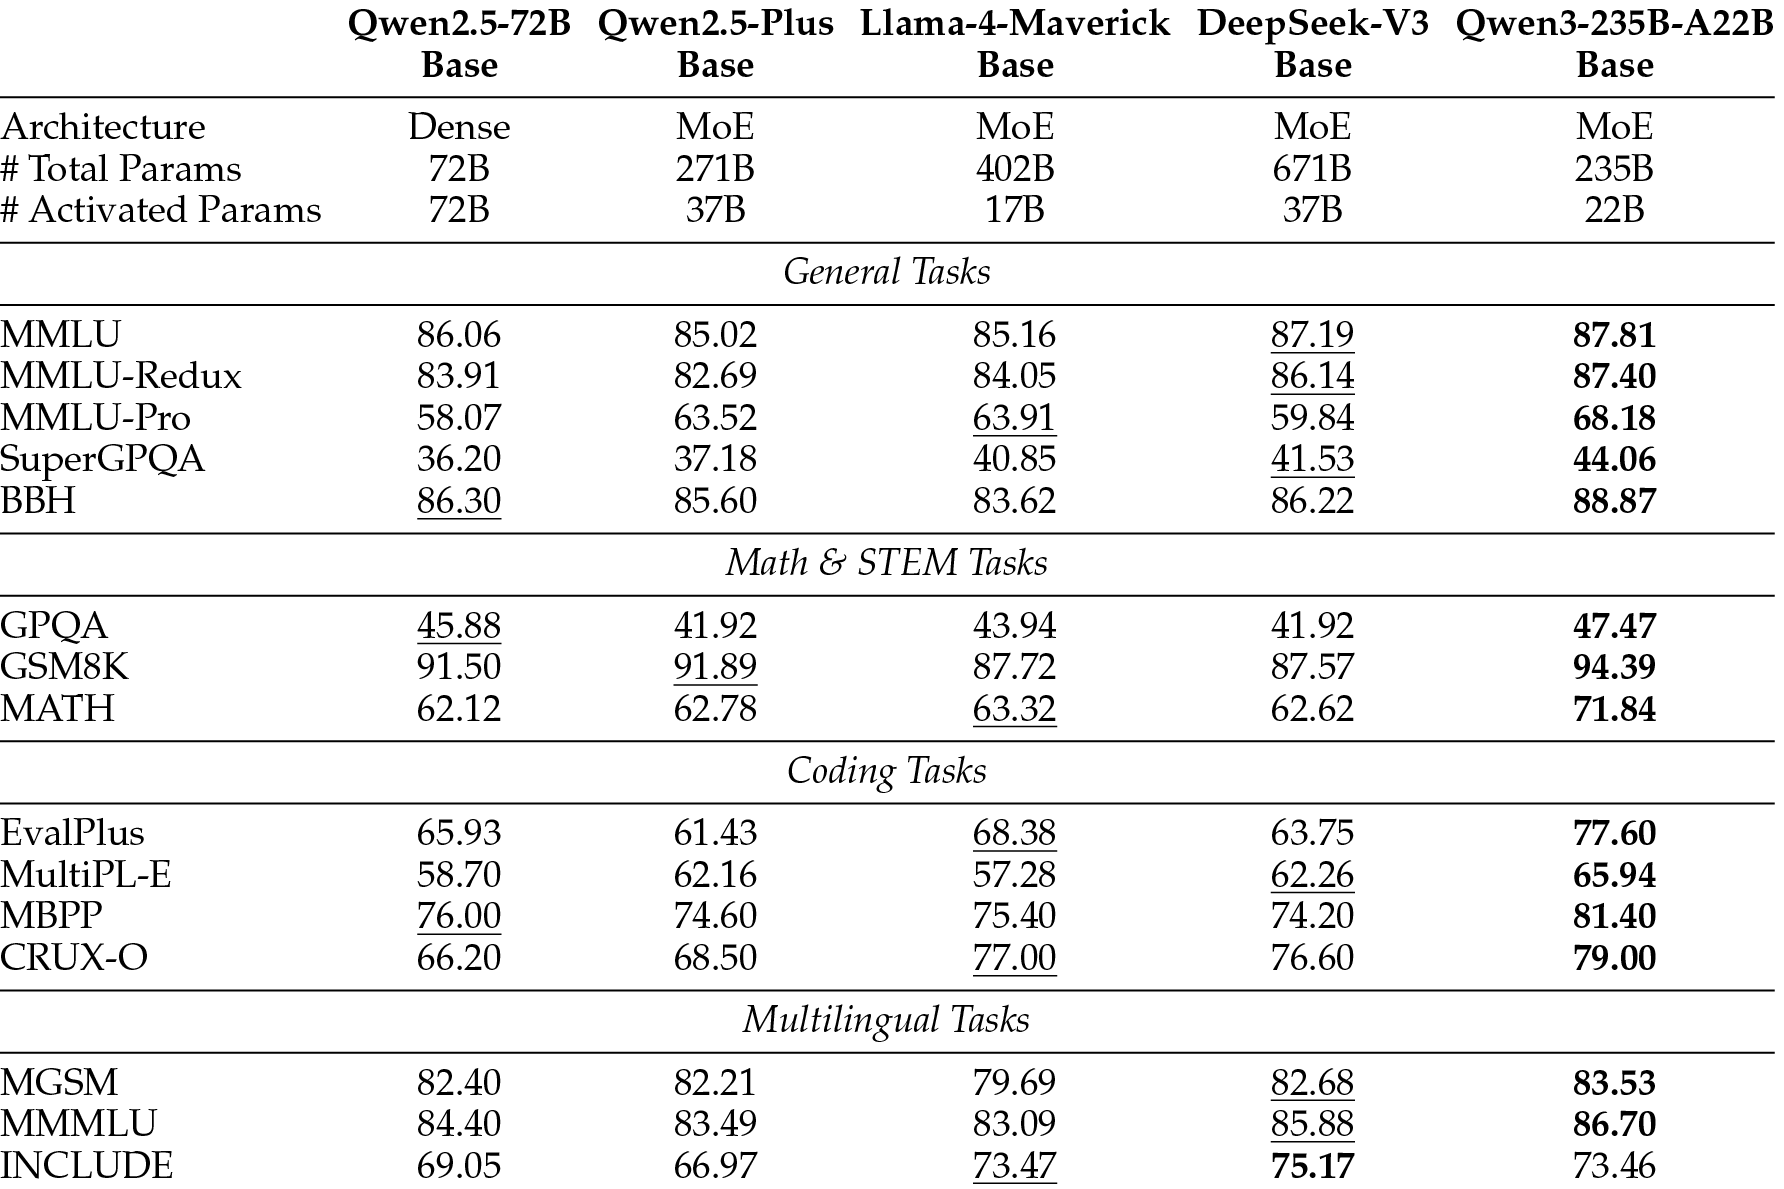 Qwen2.5-72B Qwen2.5-Plus Llama-4-Maverick DeepSeek-V3 Qwen3-235B-A22B
Base Base Base Base Base
Architecture Dense MoE MoE MoE MoE
# Total Params 72B 271B 402B 671B 235B
# Activated Params 72B 37B 17B 37B 22B
General Tasks
MMLU 86.06 85.02 85.16 87.19 87.81
MMLU-Redux 83.91 82.69 84.05 86.14 87.40
MMLU-Pro 58.07 63.52 63.91 59.84 68.18
SuperGPQA 36.20 37.18 40.85 41.53 44.06
BBH 86.30 85.60 83.62 86.22 88.87
Math & STEM Tasks
GPQA 45.88 41.92 43.94 41.92 47.47
GSM8K 91.50 91.89 87.72 87.57 94.39
MATH 62.12 62.78 63.32 62.62 71.84
Coding Tasks
EvalPlus 65.93 61.43 68.38 63.75 77.60
MultiPL-E 58.70 62.16 57.28 62.26 65.94
MBPP 76.00 74.60 75.40 74.20 81.40
CRUX-O 66.20 68.50 77.00 76.60 79.00
Multilingual Tasks
MGSM 82.40 82.21 79.69 82.68 83.53
MMMLU 84.40 83.49 83.09 85.88 86.70
INCLUDE 69.05 66.97 73.47 75.17 73.46